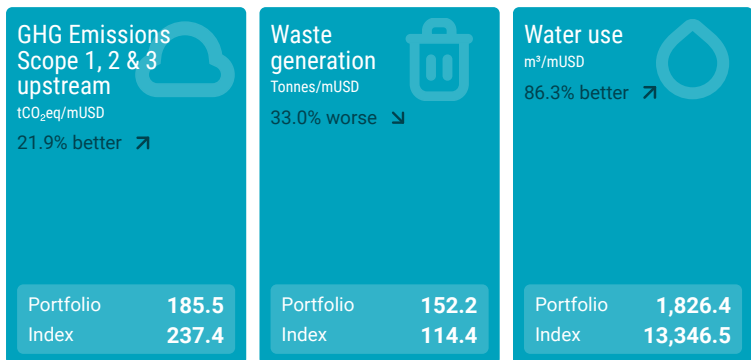 GHG Emissions
Scope 1, 2 & 3
upstream
tCO₂eq/mUSD
21.9% better
Portfolio 185.5
Index 237.4
Waste
generation
Tonnes/mUSD
33.0% worse
Portfolio 152.2
Index 114.4
Water use
m³/mUSD
86.3% better
Portfolio 1,826.4
Index 13,346.5